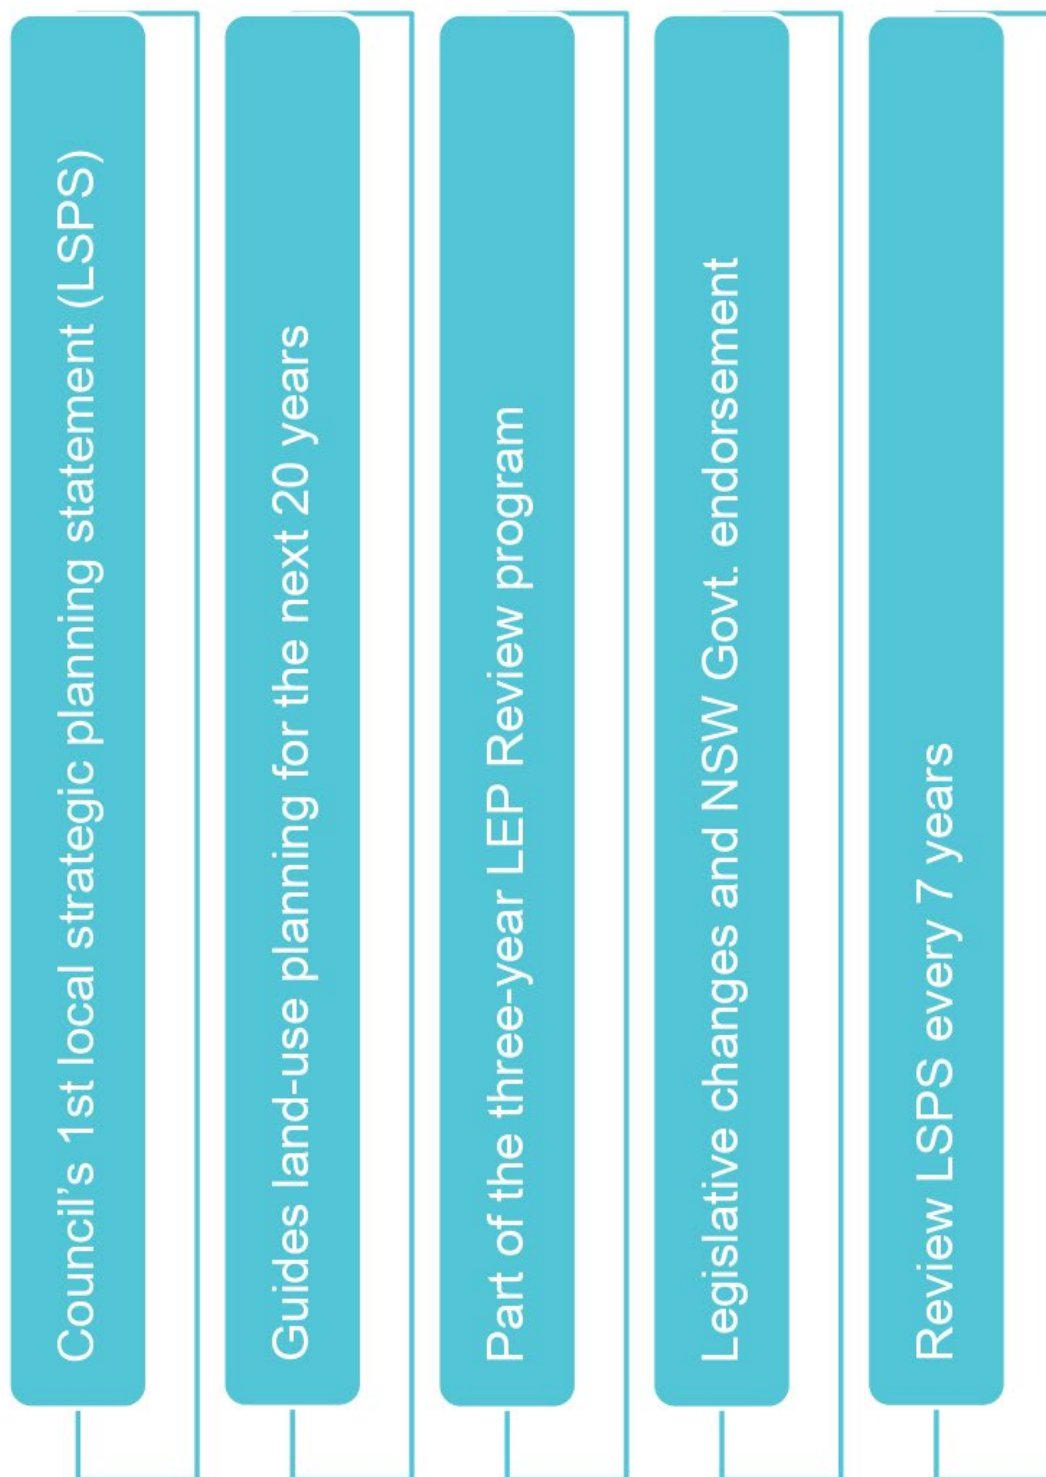 Council’s 1st local strategic planning statement (LSPS)
Guides land-use planning for the next 20 years
Part of the three-year LEP Review program
Legislative changes and NSW Govt. endorsement
Review LSPS every 7 years